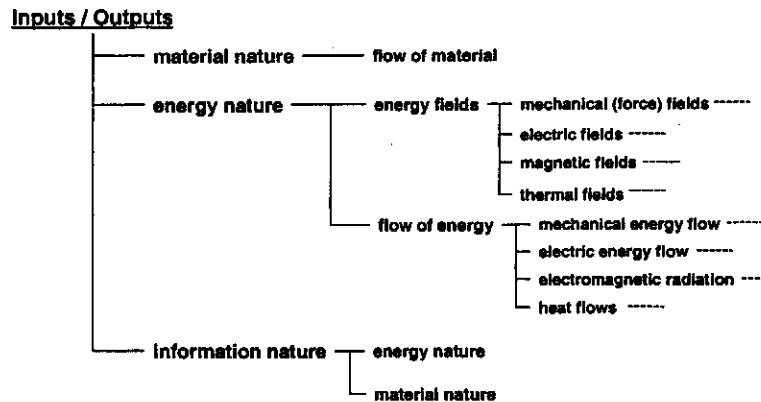 Inputs / Outputs
material nature flow of material
energy nature energy fields mechanical (force) fields
electric fields
magnetic fields
thermal fields
flow of energy mechanical energy flow
electric energy flow
electromagnetic radiation
heat flows
information nature energy nature
material nature